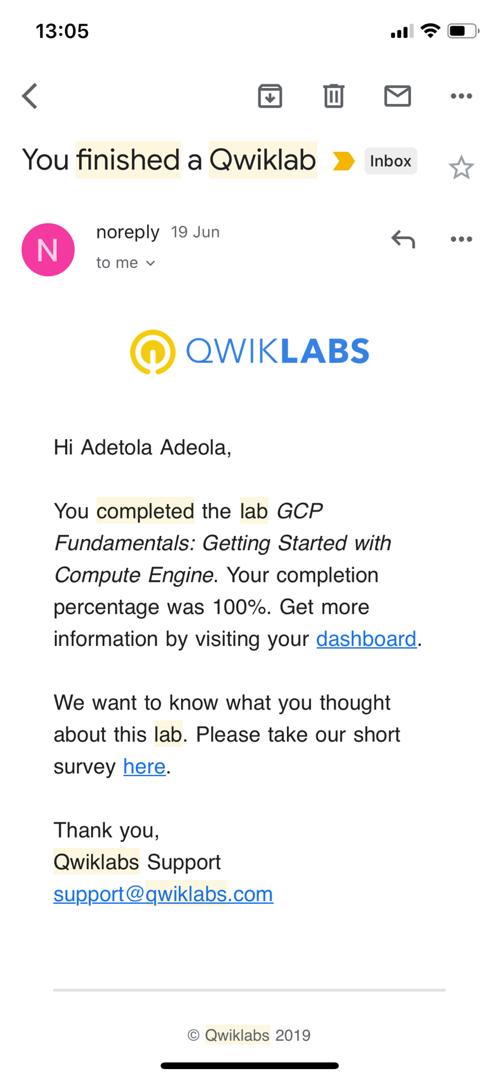 13:05
You finished a Qwiklab
Inbox
N
noreply 19 Jun
to me
QWIKLABS
Hi Adetola Adeola,
You completed the lab GCP
Fundamentals: Getting Started with
Compute Engine. Your completion
percentage was 100%. Get more
information by visiting your dashboard.
We want to know what you thought
about this lab. Please take our short
survey here.
Thank you,
Qwiklabs Support
support@qwiklabs.com
© Qwiklabs 2019